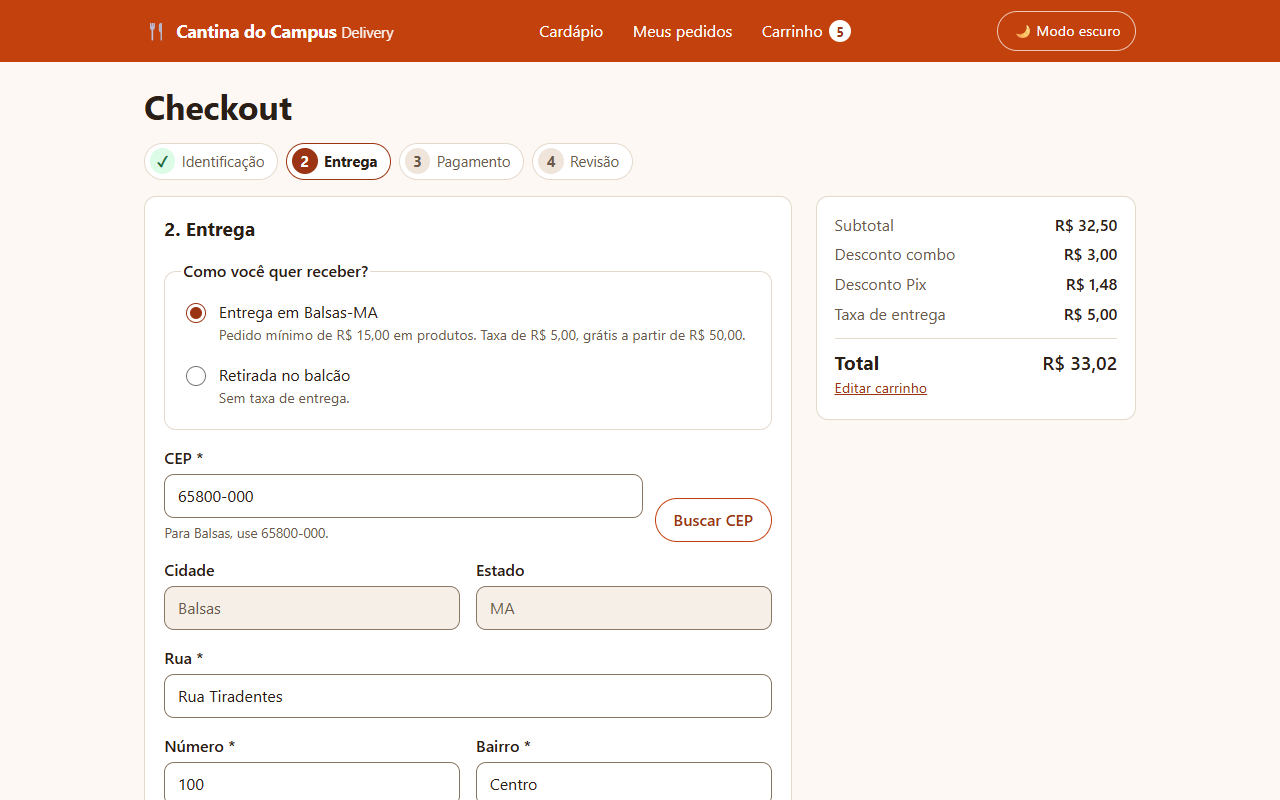 Cantina do Campus Delivery
Cardápio
Meus pedidos
Carrinho 5
Modo escuro
Checkout
✓ Identificação
2 Entrega
3 Pagamento
4 Revisão
2. Entrega
Como você quer receber?
Entrega em Balsas-MA
Pedido mínimo de R$ 15,00 em produtos. Taxa de R$ 5,00, grátis a partir de R$ 50,00.
Retirada no balcão
Sem taxa de entrega.
CEP *
65800-000
Buscar CEP
Para Balsas, use 65800-000.
Cidade
Estado
Balsas
MA
Rua *
Rua Tiradentes
Número *
Bairro *
100
Centro
Subtotal R$ 32,50
Desconto combo R$ 3,00
Desconto Pix R$ 1,48
Taxa de entrega R$ 5,00
Total R$ 33,02
Editar carrinho